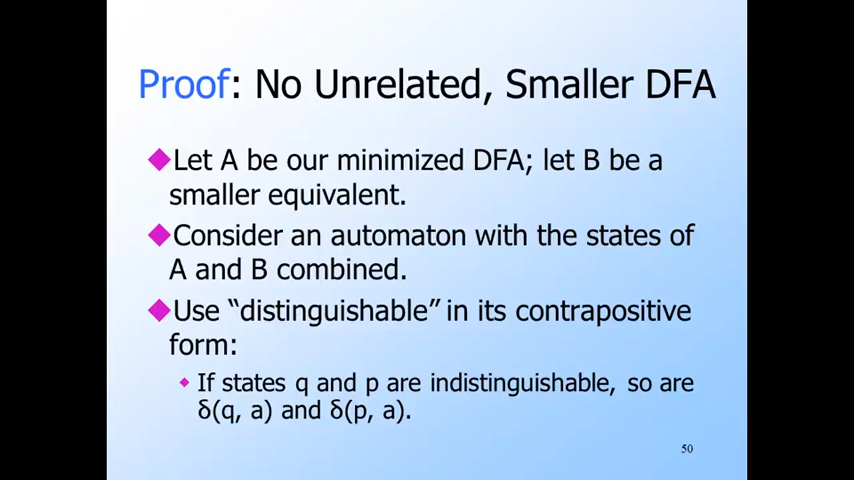 Proof: No Unrelated, Smaller DFA
◆Let A be our minimized DFA; let B be a
smaller equivalent.
◆Consider an automaton with the states of
A and B combined.
◆Use “distinguishable” in its contrapositive
form:
◆ If states q and p are indistinguishable, so are
δ(q, a) and δ(p, a).
50